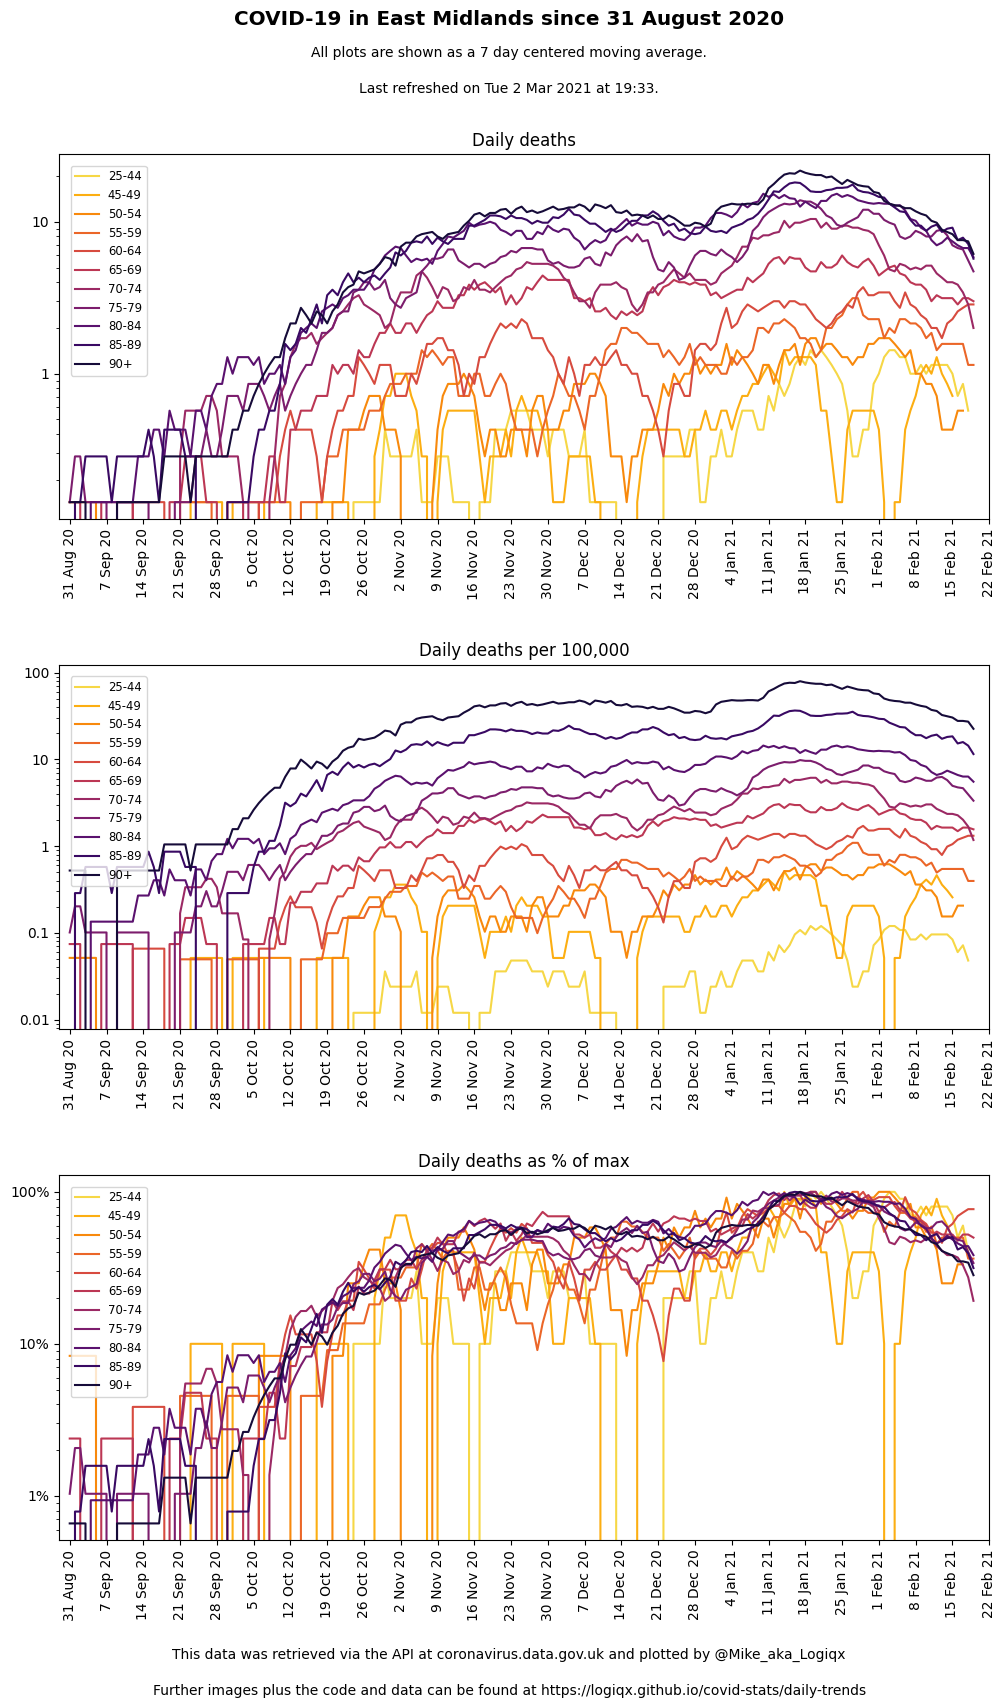 COVID-19 in East Midlands since 31 August 2020
All plots are shown as a 7 day centered moving average.
Last refreshed on Tue 2 Mar 2021 at 19:33.
Daily deaths
25-44
45-49
50-54
55-59
60-64
65-69
70-74
75-79
80-84
85-89
90+
10
1
31 Aug 20
7 Sep 20
14 Sep 20
21 Sep 20
28 Sep 20
5 Oct 20
12 Oct 20
19 Oct 20
26 Oct 20
2 Nov 20
9 Nov 20
16 Nov 20
23 Nov 20
30 Nov 20
7 Dec 20
14 Dec 20
21 Dec 20
28 Dec 20
4 Jan 21
11 Jan 21
18 Jan 21
25 Jan 21
1 Feb 21
8 Feb 21
15 Feb 21
22 Feb 21
Daily deaths per 100,000
25-44
45-49
50-54
55-59
60-64
65-69
70-74
75-79
80-84
85-89
90+
100
10
1
0.1
0.01
31 Aug 20
7 Sep 20
14 Sep 20
21 Sep 20
28 Sep 20
5 Oct 20
12 Oct 20
19 Oct 20
26 Oct 20
2 Nov 20
9 Nov 20
16 Nov 20
23 Nov 20
30 Nov 20
7 Dec 20
14 Dec 20
21 Dec 20
28 Dec 20
4 Jan 21
11 Jan 21
18 Jan 21
25 Jan 21
1 Feb 21
8 Feb 21
15 Feb 21
22 Feb 21
Daily deaths as % of max
25-44
45-49
50-54
55-59
60-64
65-69
70-74
75-79
80-84
85-89
90+
100%
10%
1%
31 Aug 20
7 Sep 20
14 Sep 20
21 Sep 20
28 Sep 20
5 Oct 20
12 Oct 20
19 Oct 20
26 Oct 20
2 Nov 20
9 Nov 20
16 Nov 20
23 Nov 20
30 Nov 20
7 Dec 20
14 Dec 20
21 Dec 20
28 Dec 20
4 Jan 21
11 Jan 21
18 Jan 21
25 Jan 21
1 Feb 21
8 Feb 21
15 Feb 21
22 Feb 21
This data was retrieved via the API at coronavirus.data.gov.uk and plotted by @Mike_aka_Logiqx
Further images plus the code and data can be found at https://logiqx.github.io/covid-stats/daily-trends